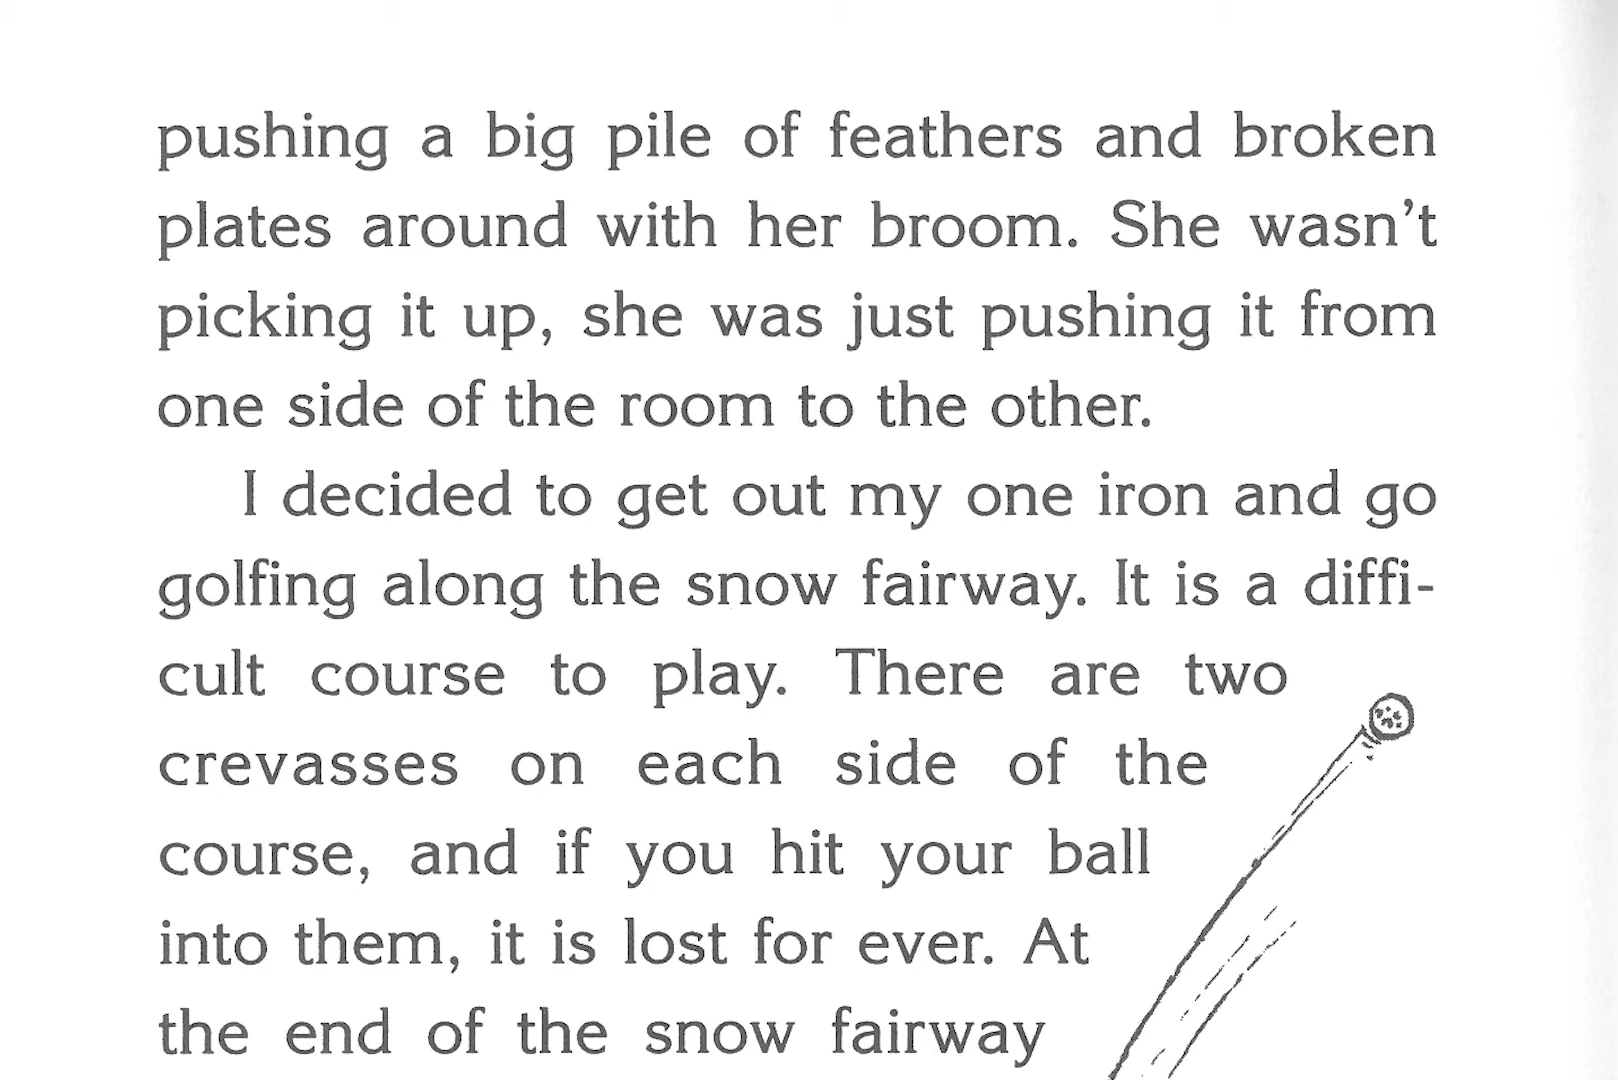 pushing a big pile of feathers and broken
plates around with her broom. She wasn't
picking it up, she was just pushing it from
one side of the room to the other.
I decided to get out my one iron and go
golfing along the snow fairway. It is a diffi-
cult course to play. There are two
crevasses on each side of the
course, and if you hit your ball
into them, it is lost for ever. At
the end of the snow fairway